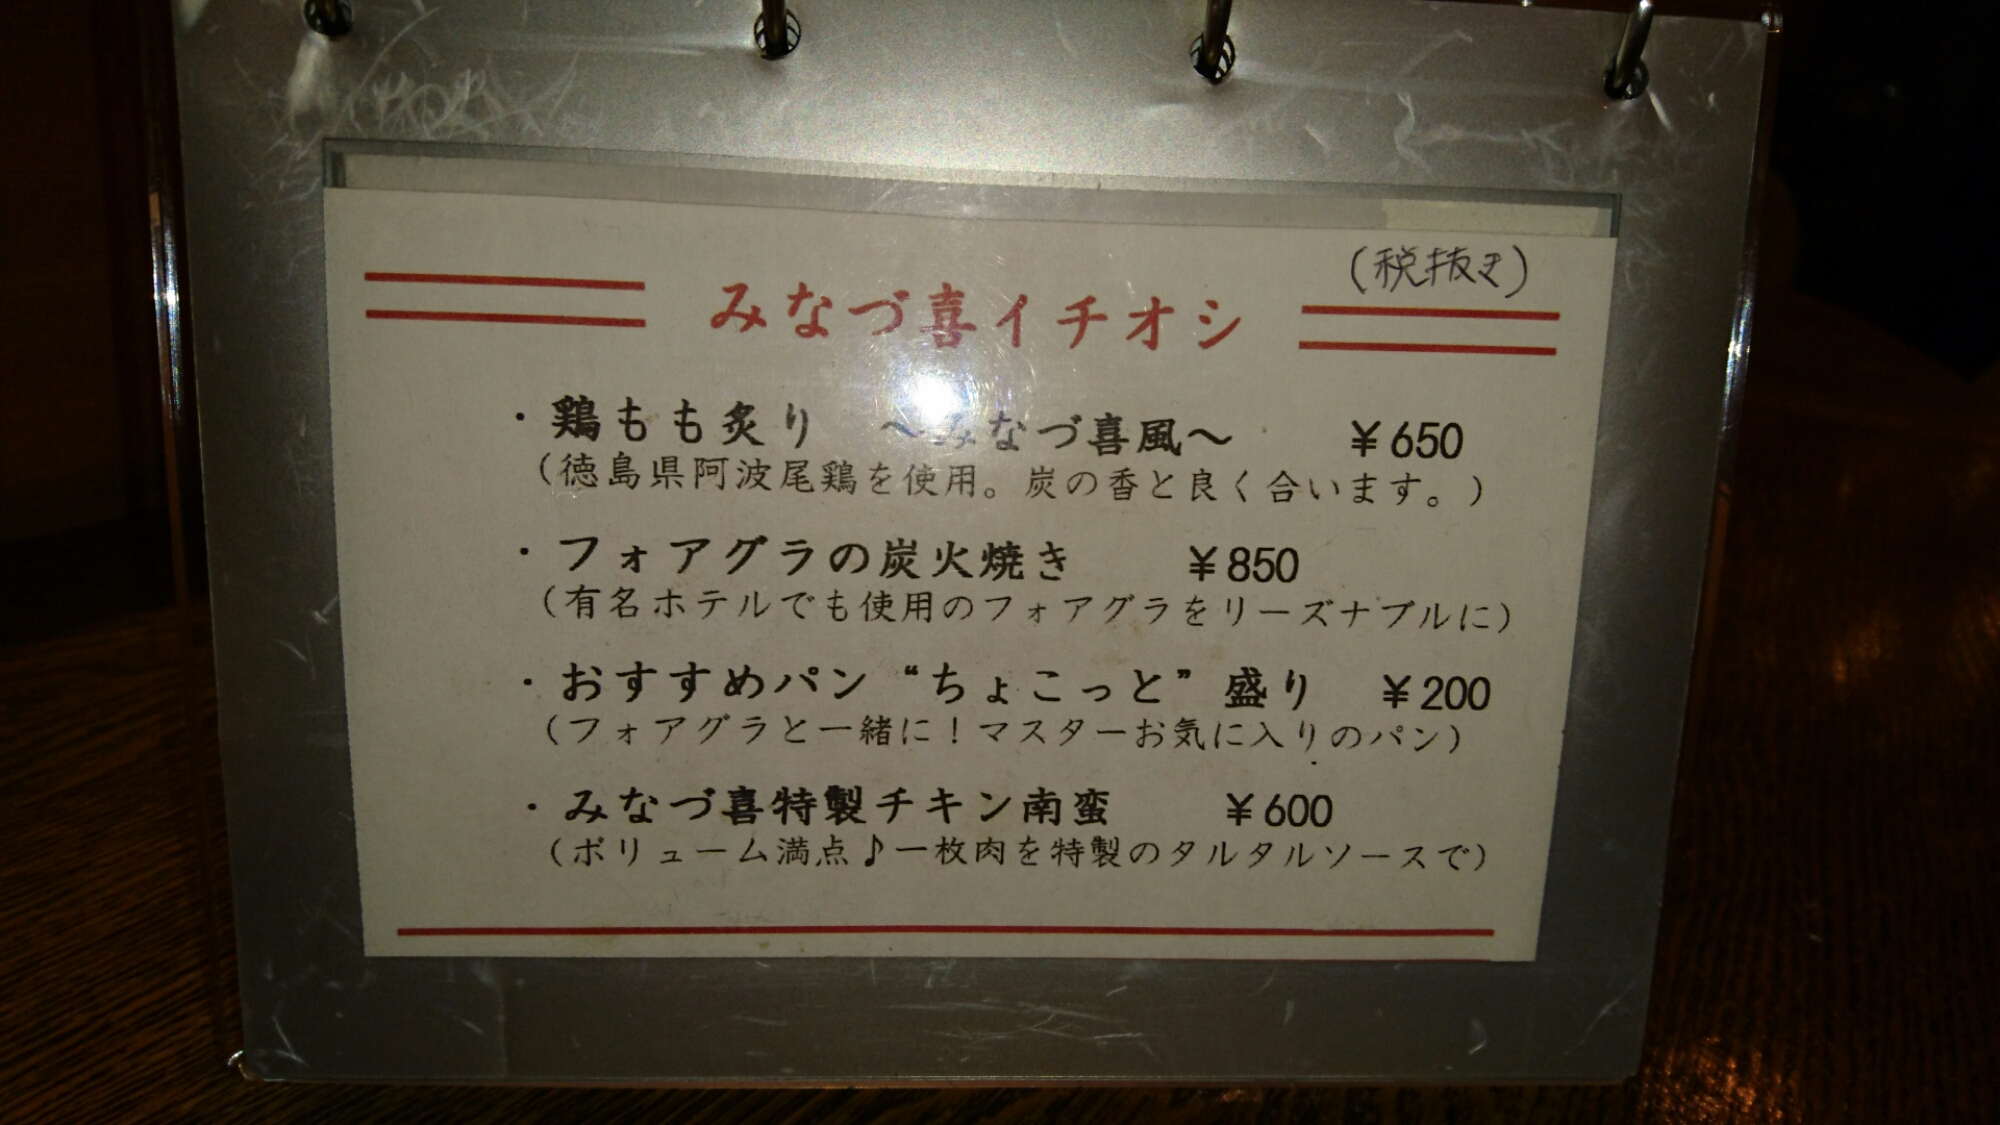 (税抜き)
みなづ喜イチオシ
・鶏もも炙り ～みなづ喜風～ ¥650
(徳島県阿波尾鶏を使用。炭の香と良く合います。)
・フォアグラの炭火焼き ¥850
(有名ホテルでも使用のフォアグラをリーズナブルに)
・おすすめパン“ちょこっと”盛り ¥200
(フォアグラと一緒に!マスターお気に入りのパン)
・みなづ喜特製チキン南蛮 ¥600
(ボリューム満点♪一枚肉を特製のタルタルソースで)